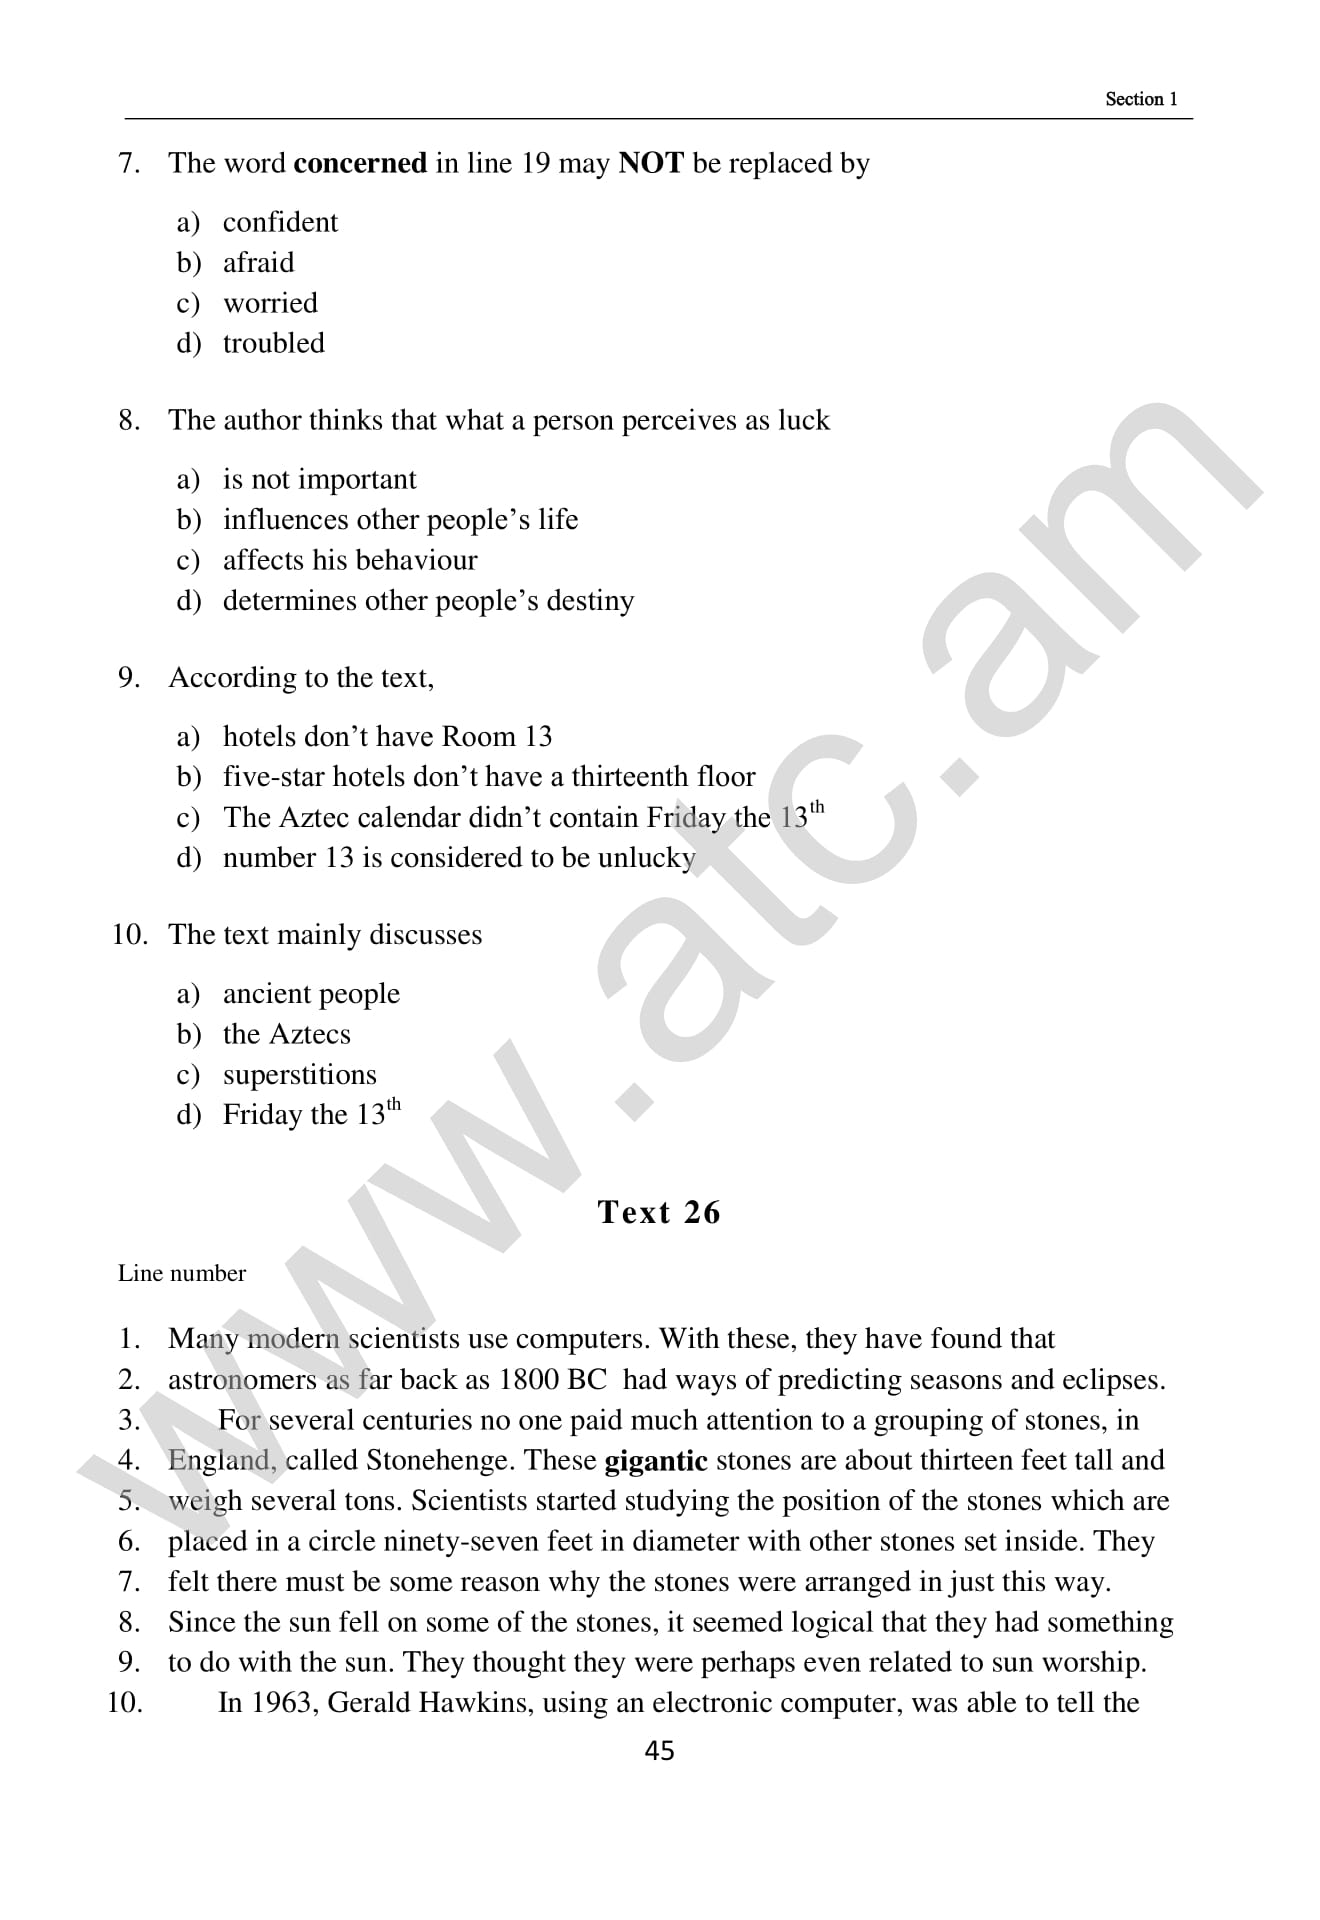 Section 1
7. The word concerned in line 19 may NOT be replaced by
a) confident
b) afraid
c) worried
d) troubled
8. The author thinks that what a person perceives as luck
a) is not important
b) influences other people’s life
c) affects his behaviour
d) determines other people’s destiny
9. According to the text,
a) hotels don’t have Room 13
b) five-star hotels don’t have a thirteenth floor
c) The Aztec calendar didn’t contain Friday the 13th
d) number 13 is considered to be unlucky
10. The text mainly discusses
a) ancient people
b) the Aztecs
c) superstitions
d) Friday the 13th
Text 26
Line number
1. Many modern scientists use computers. With these, they have found that
2. astronomers as far back as 1800 BC had ways of predicting seasons and eclipses.
3. For several centuries no one paid much attention to a grouping of stones, in
4. England, called Stonehenge. These gigantic stones are about thirteen feet tall and
5. weigh several tons. Scientists started studying the position of the stones which are
6. placed in a circle ninety-seven feet in diameter with other stones set inside. They
7. felt there must be some reason why the stones were arranged in just this way.
8. Since the sun fell on some of the stones, it seemed logical that they had something
9. to do with the sun. They thought they were perhaps even related to sun worship.
10. In 1963, Gerald Hawkins, using an electronic computer, was able to tell the
45
www.atc.am